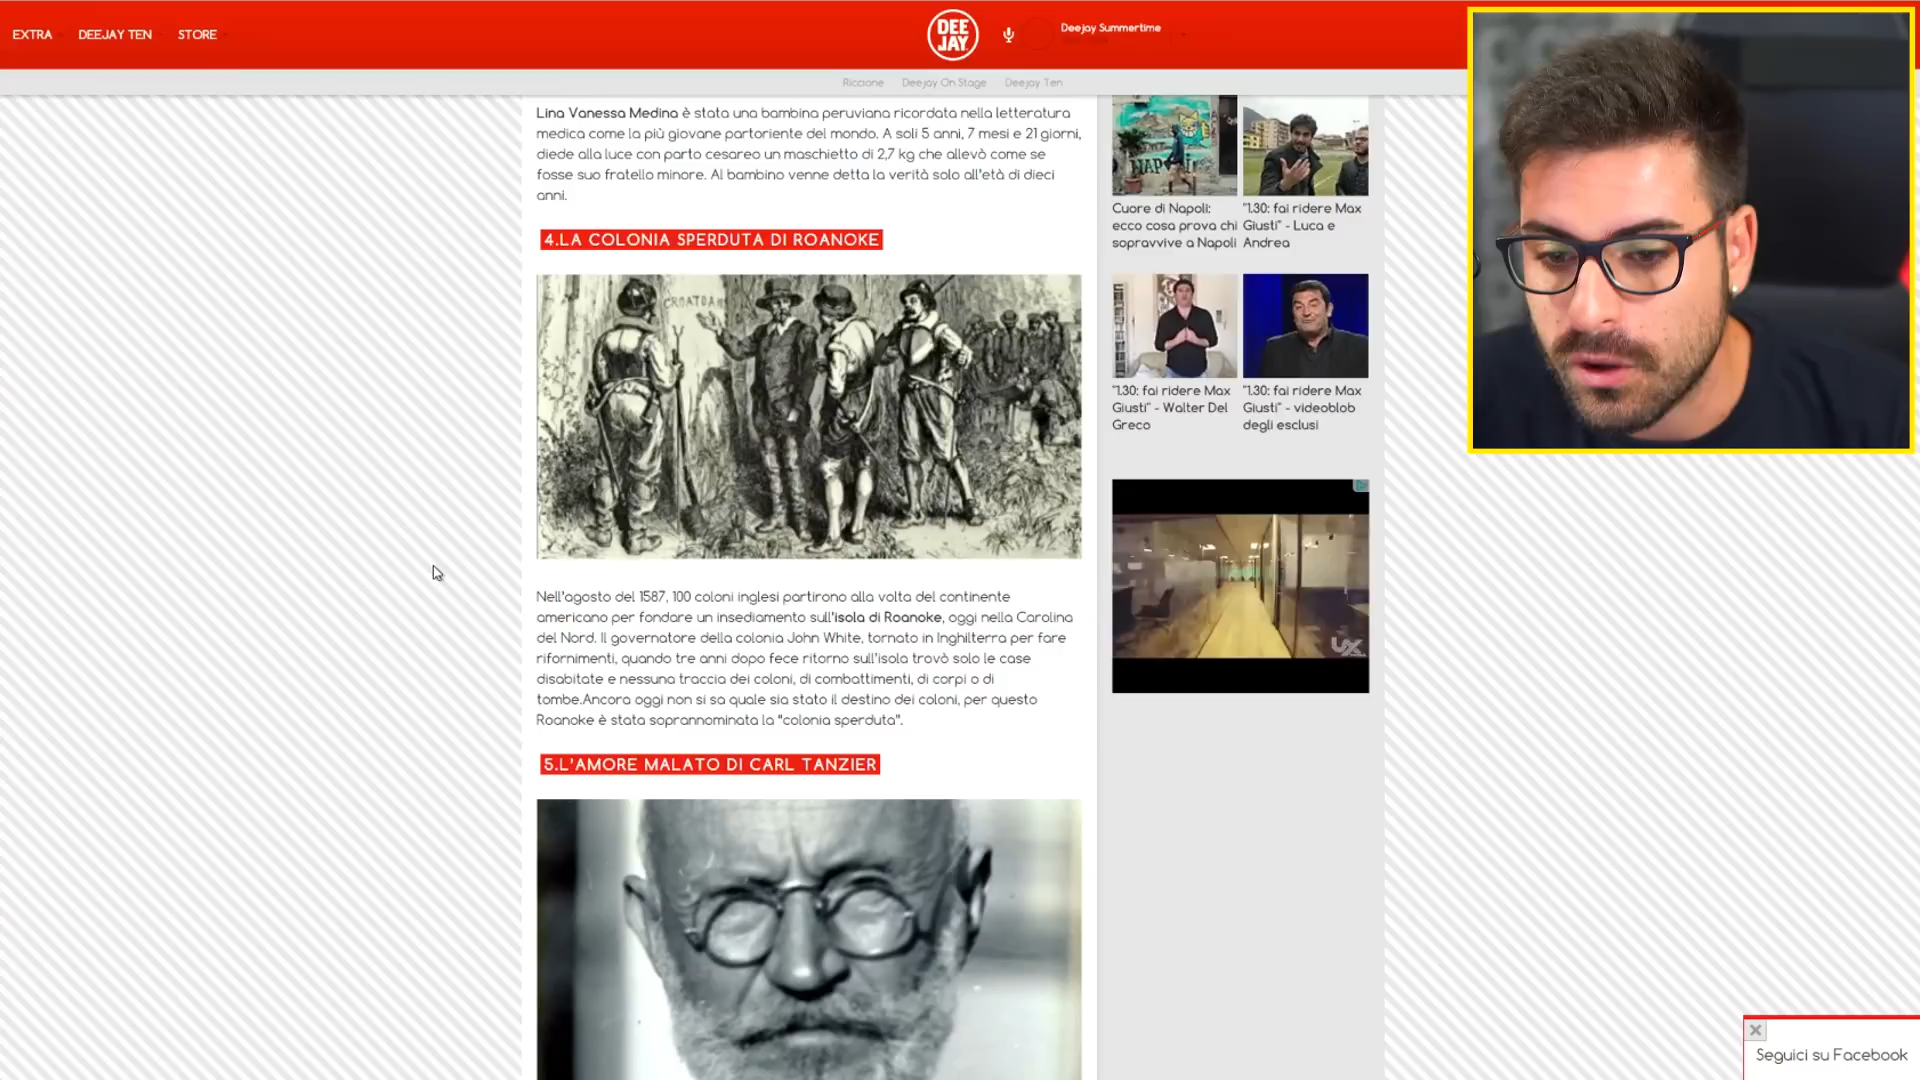 EXTRA
DEEJAY TEN
STORE
DEE
JAY
Deejay Summertime
Riccione
Deejay On Stage
Deejay Ten
Lina Vanessa Medina è stata una bambina peruviana ricordata nella letteratura
medica come la più giovane partoriente del mondo. A soli 5 anni, 7 mesi e 21 giorni,
diede alla luce con parto cesareo un maschietto di 2,7 kg che allevò come se
fosse suo fratello minore. Al bambino venne detta la verità solo all'età di dieci
anni.
4.LA COLONIA SPERDUTA DI ROANOKE
CROATOAN
Nell'agosto del 1587, 100 coloni inglesi partirono alla volta del continente
americano per fondare un insediamento sull'isola di Roanoke, oggi nella Carolina
del Nord. Il governatore della colonia John White, tornato in Inghilterra per fare
rifornimenti, quando tre anni dopo fece ritorno sull'isola trovò solo le case
disabitate e nessuna traccia dei coloni, di combattimenti, di corpi o di
tombe.Ancora oggi non si sa quale sia stato il destino dei coloni, per questo
Roanoke è stata soprannominata la "colonia sperduta".
5.L'AMORE MALATO DI CARL TANZIER
Cuore di Napoli:
ecco cosa prova chi
sopravvive a Napoli
"1.30: fai ridere Max
Giusti" - Luca e
Andrea
"1.30: fai ridere Max
Giusti" - Walter Del
Greco
"1.30: fai ridere Max
Giusti" - videoblob
degli esclusi
UX
Seguici su Facebook